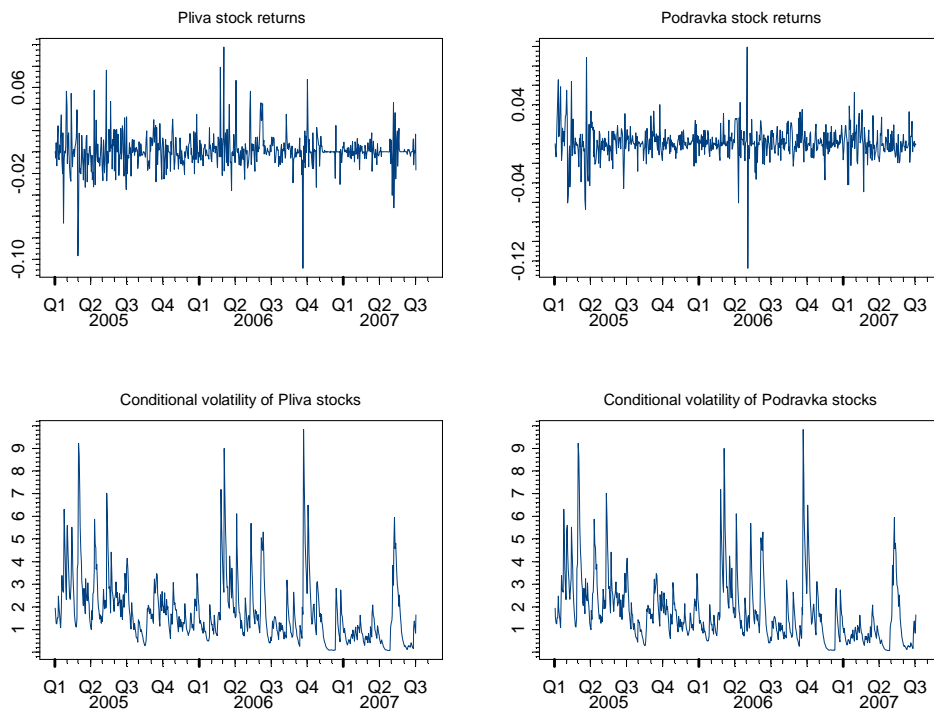 Pliva stock returns
0.06
-0.02
-0.10
Q1 Q2 Q3 Q4 Q1 Q2 Q3 Q4 Q1 Q2 Q3
2005 2006 2007
Podravka stock returns
0.04
-0.04
-0.12
Q1 Q2 Q3 Q4 Q1 Q2 Q3 Q4 Q1 Q2 Q3
2005 2006 2007
Conditional volatility of Pliva stocks
9
8
7
6
5
4
3
2
1
Q1 Q2 Q3 Q4 Q1 Q2 Q3 Q4 Q1 Q2 Q3
2005 2006 2007
Conditional volatility of Podravka stocks
9
8
7
6
5
4
3
2
1
Q1 Q2 Q3 Q4 Q1 Q2 Q3 Q4 Q1 Q2 Q3
2005 2006 2007